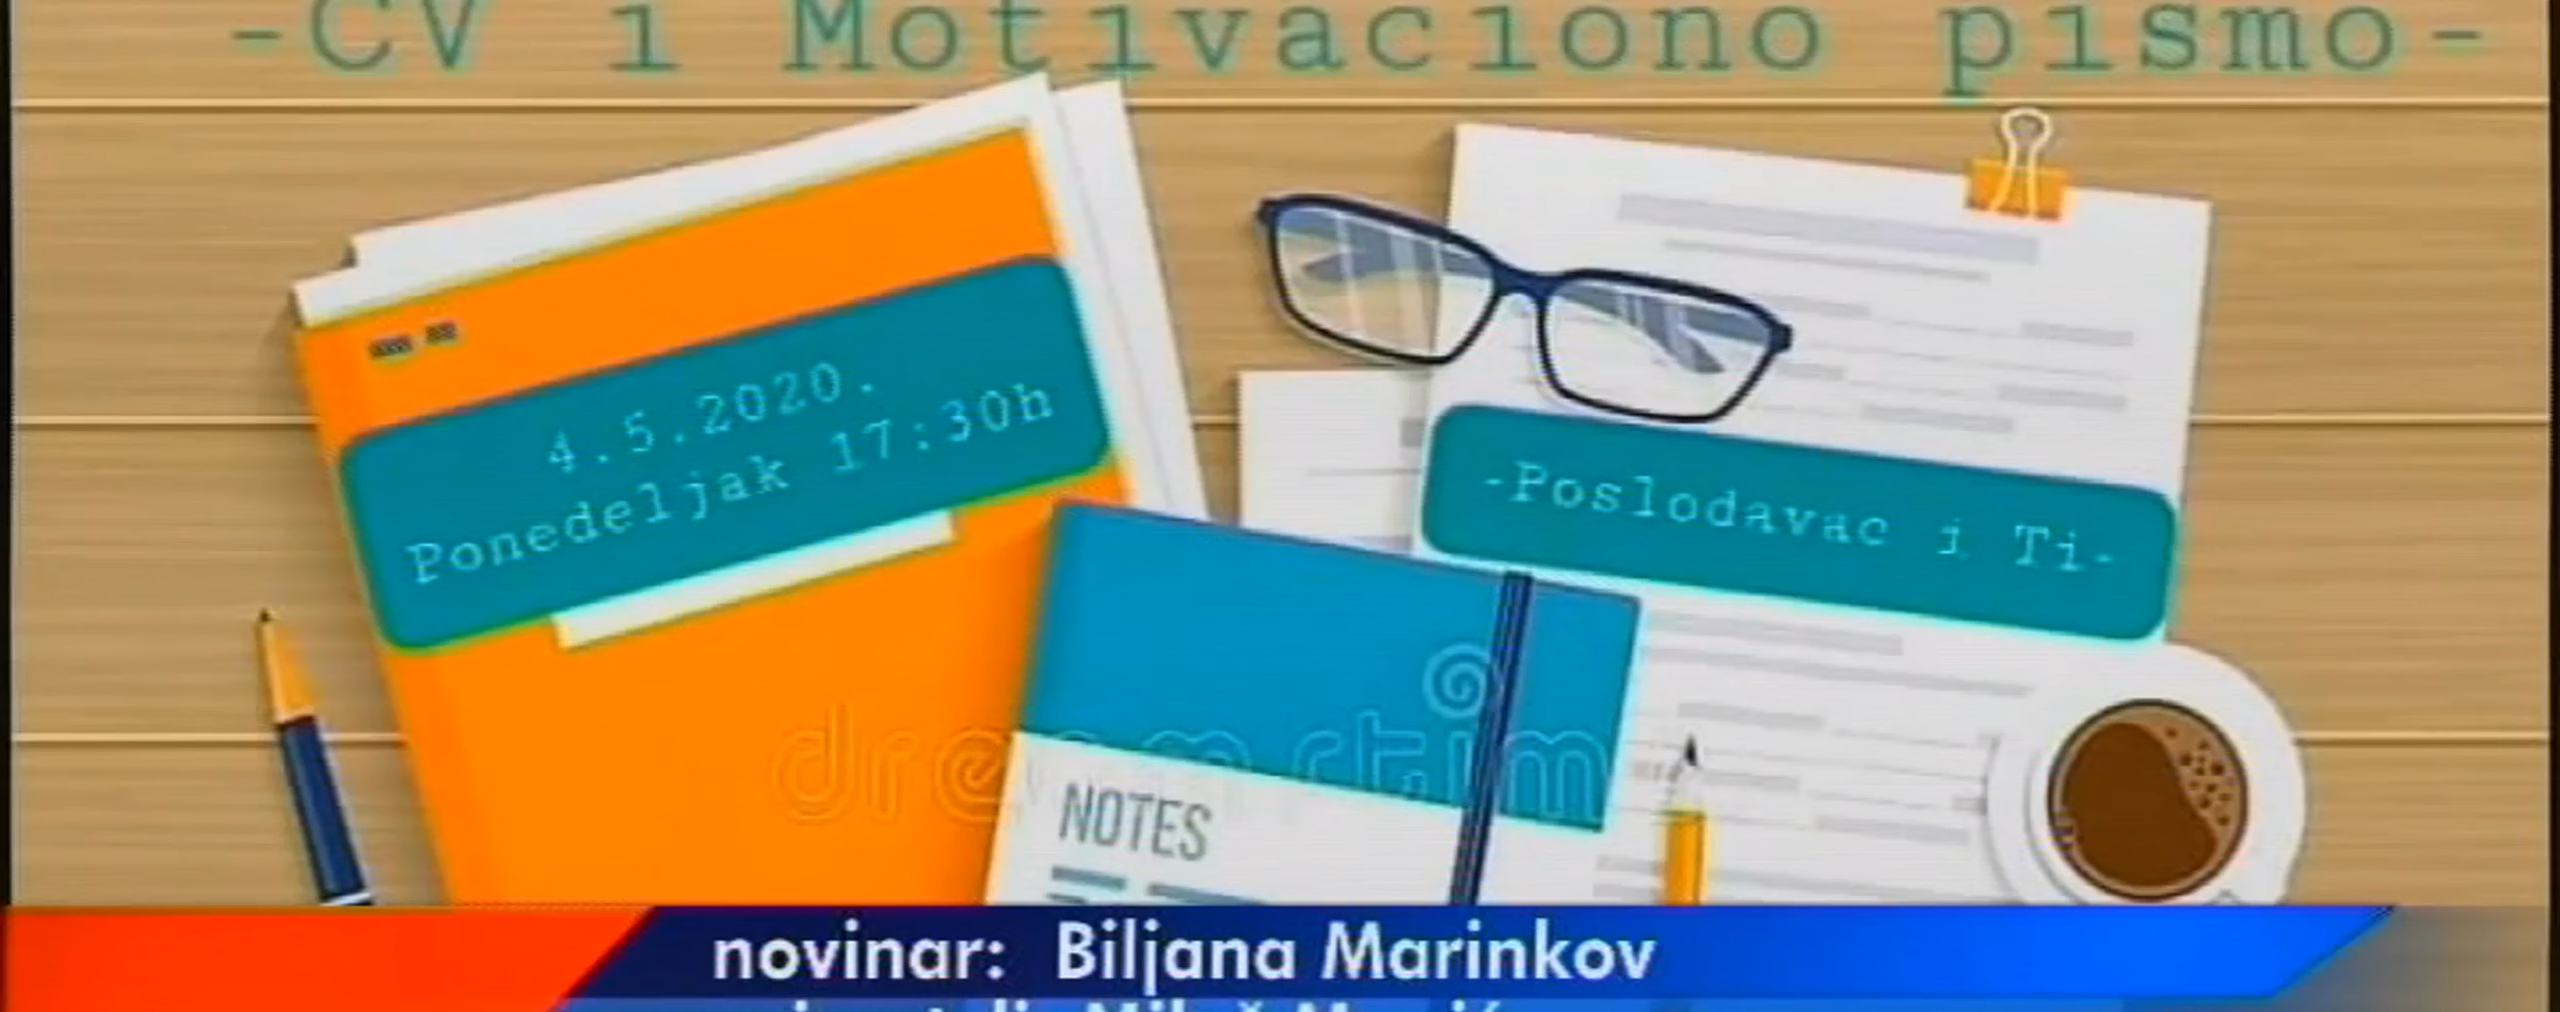 -CV i Motivaciono pismo-
4.5.2020.
Ponedeljak 17:30h
-Poslodavac i Ti-
NOTES
novinar: Biljana Marinkov